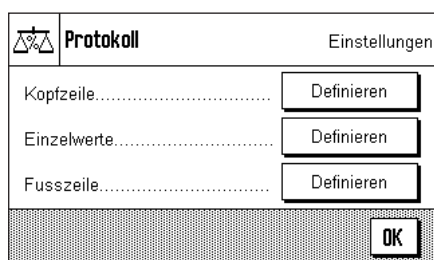 Protokoll Einstellungen
Kopfzeile............................... Definieren
Einzelwerte............................ Definieren
Fusszeile.............................. Definieren
OK